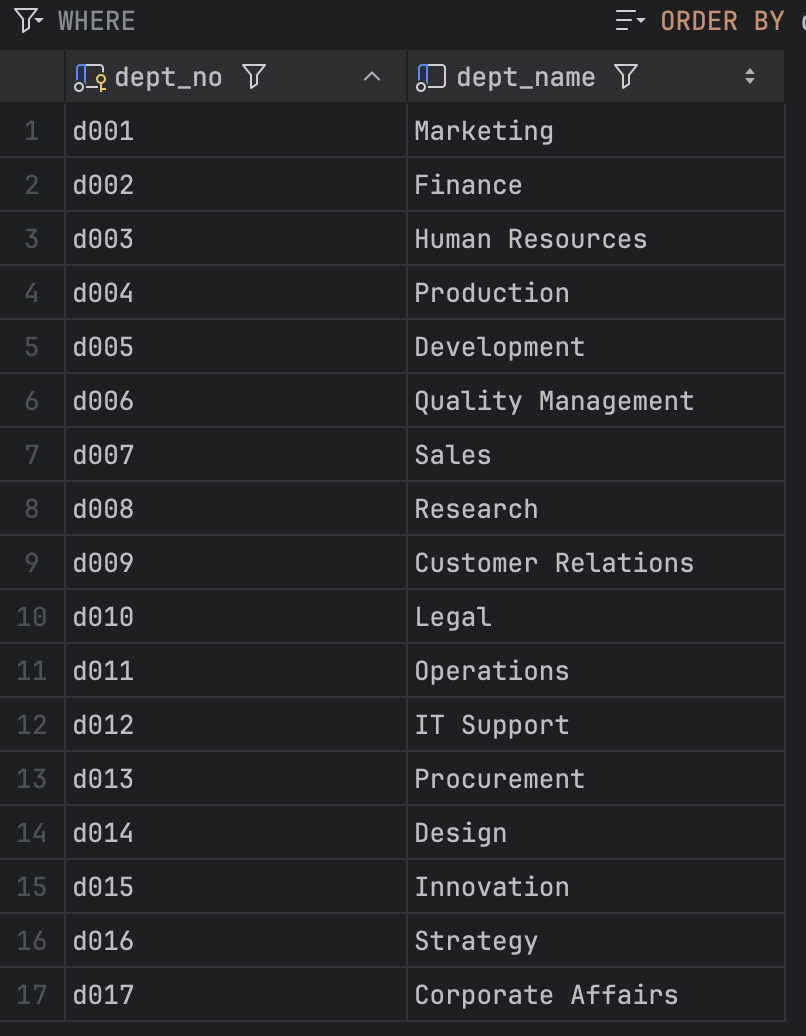 WHERE ORDER BY
dept_no dept_name
1 d001 Marketing
2 d002 Finance
3 d003 Human Resources
4 d004 Production
5 d005 Development
6 d006 Quality Management
7 d007 Sales
8 d008 Research
9 d009 Customer Relations
10 d010 Legal
11 d011 Operations
12 d012 IT Support
13 d013 Procurement
14 d014 Design
15 d015 Innovation
16 d016 Strategy
17 d017 Corporate Affairs